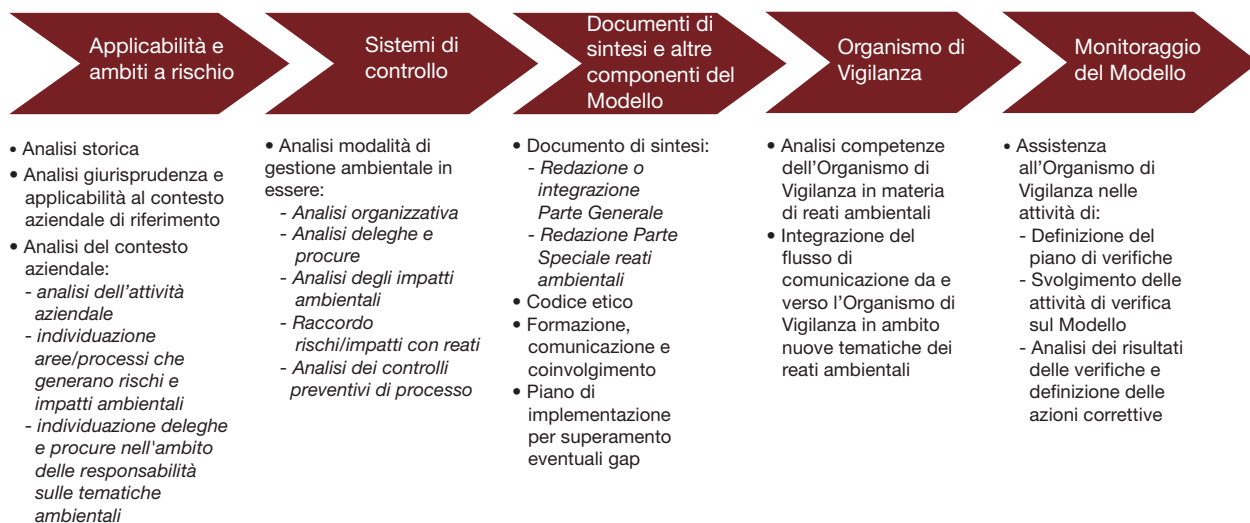 Applicabilità e
ambiti a rischio
Sistemi di
controllo
Documenti di
sintesi e altre
componenti del
Modello
Organismo di
Vigilanza
Monitoraggio
del Modello
• Analisi storica
• Analisi giurisprudenza e
applicabilità al contesto
aziendale di riferimento
• Analisi del contesto
aziendale:
- analisi dell'attività
aziendale
- individuazione
aree/processi che
generano rischi e
impatti ambientali
- individuazione deleghe
e procure nell'ambito
delle responsabilità
sulle tematiche
ambientali
• Analisi modalità di
gestione ambientale in
essere:
- Analisi organizzativa
- Analisi deleghe e
procure
- Analisi degli impatti
ambientali
- Raccordo
rischi/impatti con reati
- Analisi dei controlli
preventivi di processo
• Documento di sintesi:
- Redazione o
integrazione
Parte Generale
- Redazione Parte
Speciale reati
ambientali
• Codice etico
• Formazione,
comunicazione e
coinvolgimento
• Piano di
implementazione
per superamento
eventuali gap
• Analisi competenze
dell'Organismo di
Vigilanza in materia
di reati ambientali
• Integrazione del
flusso di
comunicazione da e
verso l'Organismo di
Vigilanza in ambito
nuove tematiche dei
reati ambientali
• Assistenza
all'Organismo di
Vigilanza nelle
attività di:
- Definizione del
piano di verifiche
- Svolgimento delle
attività di verifica
sul Modello
- Analisi dei risultati
delle verifiche e
definizione delle
azioni correttive